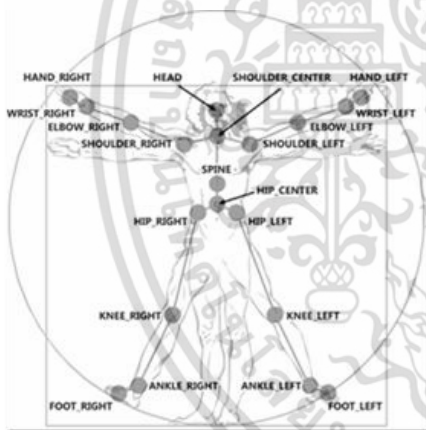 HAND_RIGHT
HEAD
SHOULDER_CENTER
HAND_LEFT
WRIST_RIGHT
WRIST_LEFT
ELBOW_RIGHT
ELBOW_LEFT
SHOULDER_RIGHT
SHOULDER_LEFT
SPINE
HIP_CENTER
HIP_RIGHT
HIP_LEFT
KNEE_RIGHT
KNEE_LEFT
ANKLE_RIGHT
ANKLE_LEFT
FOOT_RIGHT
FOOT_LEFT